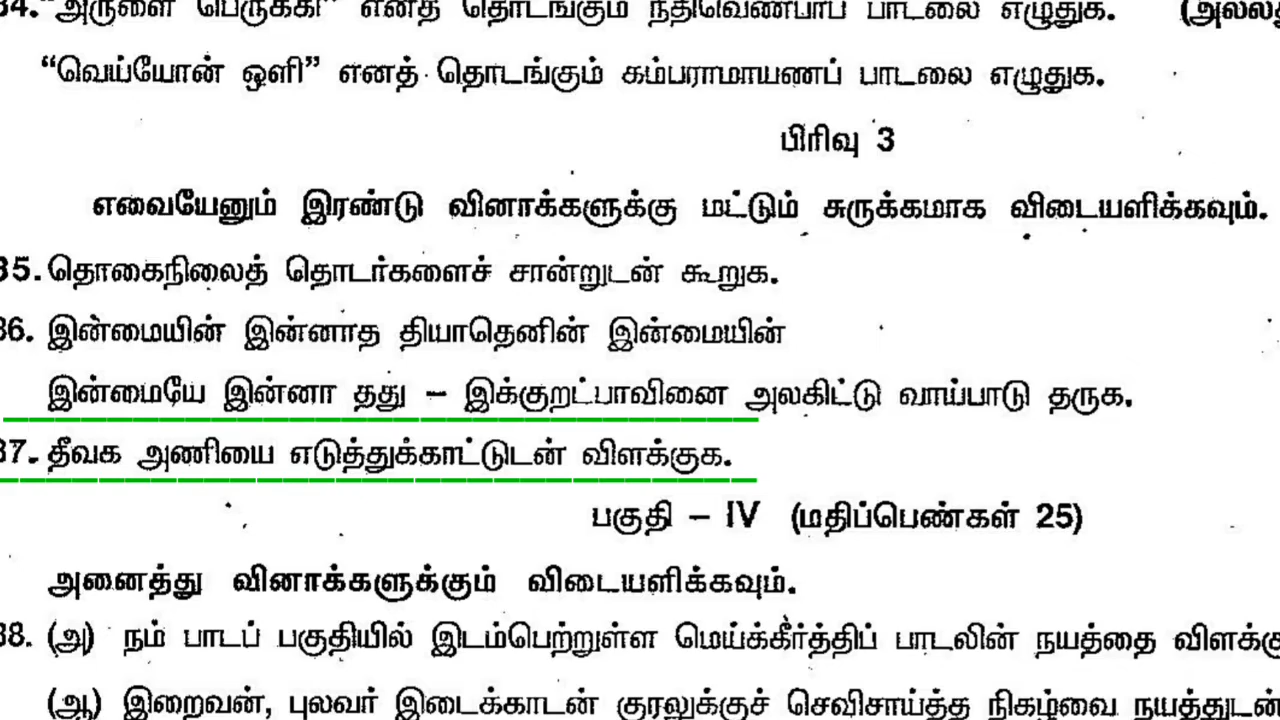 34. “அருளை பெருக்கி” எனத் தொடங்கும் நீதிவெண்பாப் பாடலை எழுதுக.
“வெய்யோன் ஒளி” எனத் தொடங்கும் கம்பராமாயணப் பாடலை எழுதுக.
பிரிவு 3
எவையேனும் இரண்டு வினாக்களுக்கு மட்டும் சுருக்கமாக விடையளிக்கவும்.
35. தொகைநிலைத் தொடர்களைச் சான்றுடன் கூறுக.
36. இன்மையின் இன்னாத தியாதெனின் இன்மையின்
இன்மையே இன்னா தது – இக்குறட்பாவினை அலகிட்டு வாய்பாடு தருக.
37. தீவக அணியை எடுத்துக்காட்டுடன் விளக்குக.
பகுதி – IV (மதிப்பெண்கள் 25)
அனைத்து வினாக்களுக்கும் விடையளிக்கவும்.
38. (அ) நம் பாடப் பகுதியில் இடம்பெற்றுள்ள மெய்க்கீர்த்திப் பாடலின் நயத்தை
(ஆ) இறைவன், புலவர் இடைக்காடன் குரலுக்குச் செவிசாய்த்த நிகழ்வை நயத்துடன்